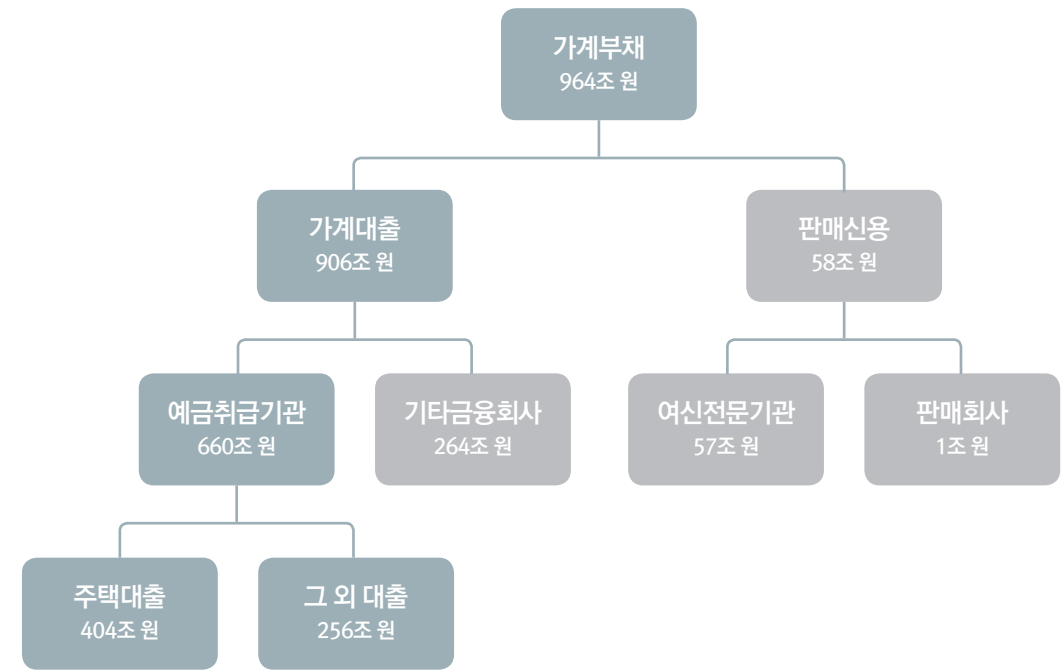 가계부채
964조 원
가계대출
906조 원
판매신용
58조 원
예금취급기관
660조 원
기타금융회사
264조 원
여신전문기관
57조 원
판매회사
1조 원
주택대출
404조 원
그 외 대출
256조 원